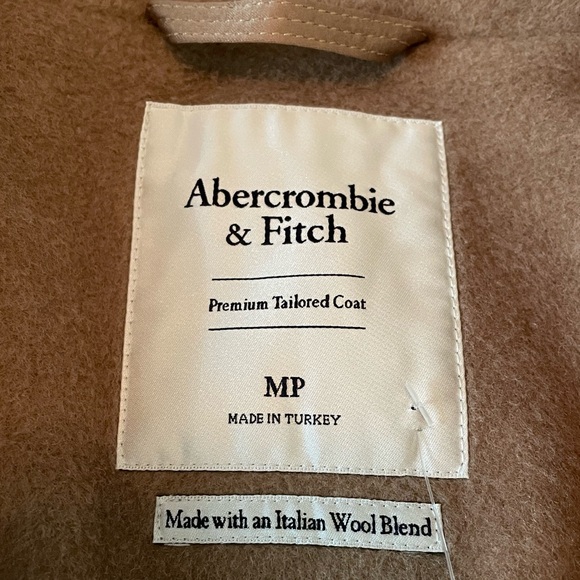 Abercrombie
& Fitch
Premium Tailored Coat
MP
MADE IN TURKEY
Made with an Italian Wool Blend